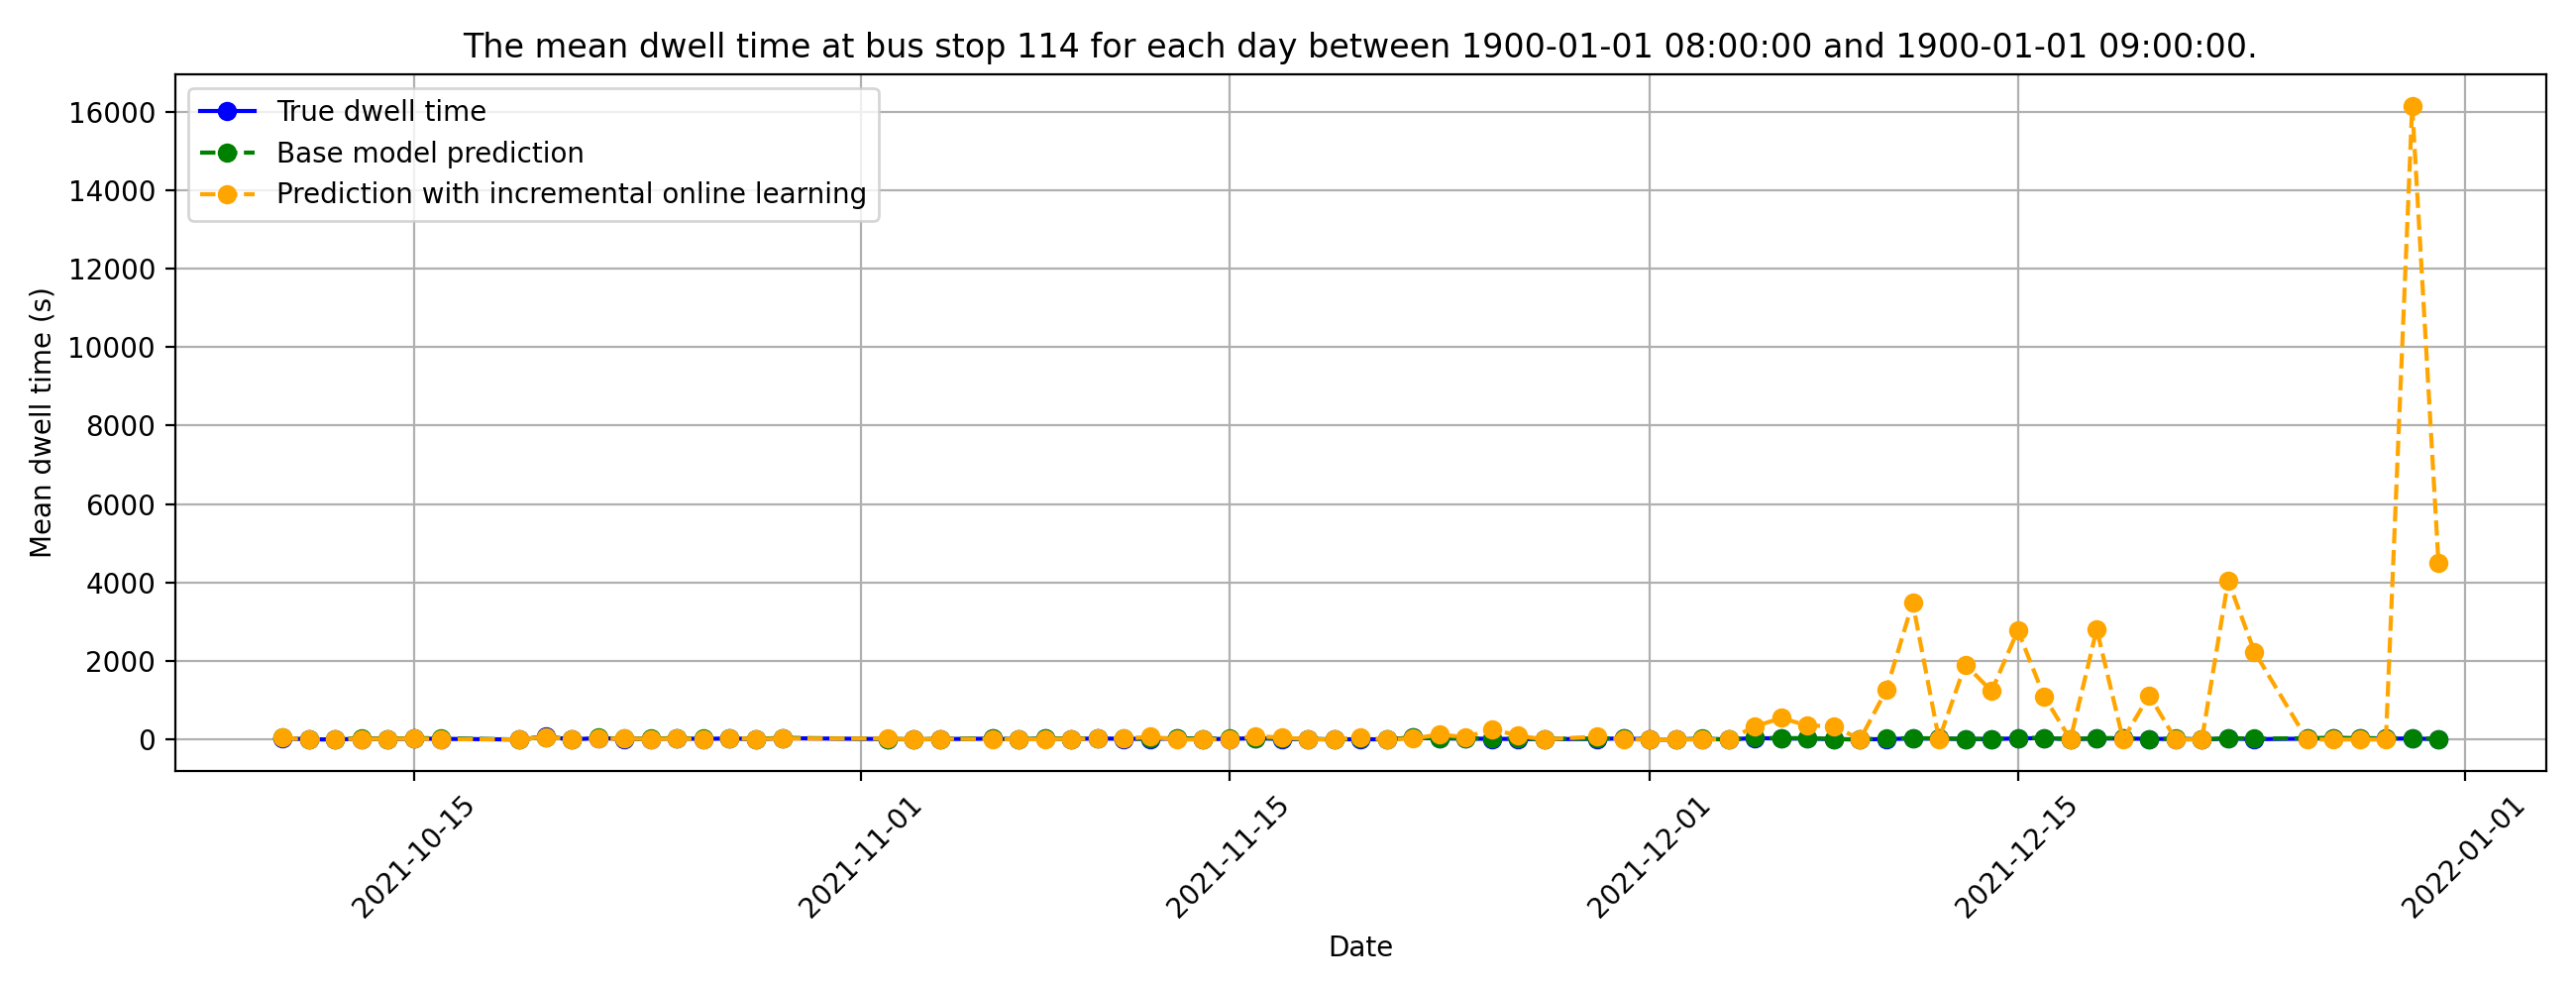 The mean dwell time at bus stop 114 for each day between 1900-01-01 08:00:00 and 1900-01-01 09:00:00.
True dwell time
Base model prediction
Prediction with incremental online learning
Mean dwell time (s)
16000
14000
12000
10000
8000
6000
4000
2000
0
2021-10-15
2021-11-01
2021-11-15
2021-12-01
2021-12-15
2022-01-01
Date